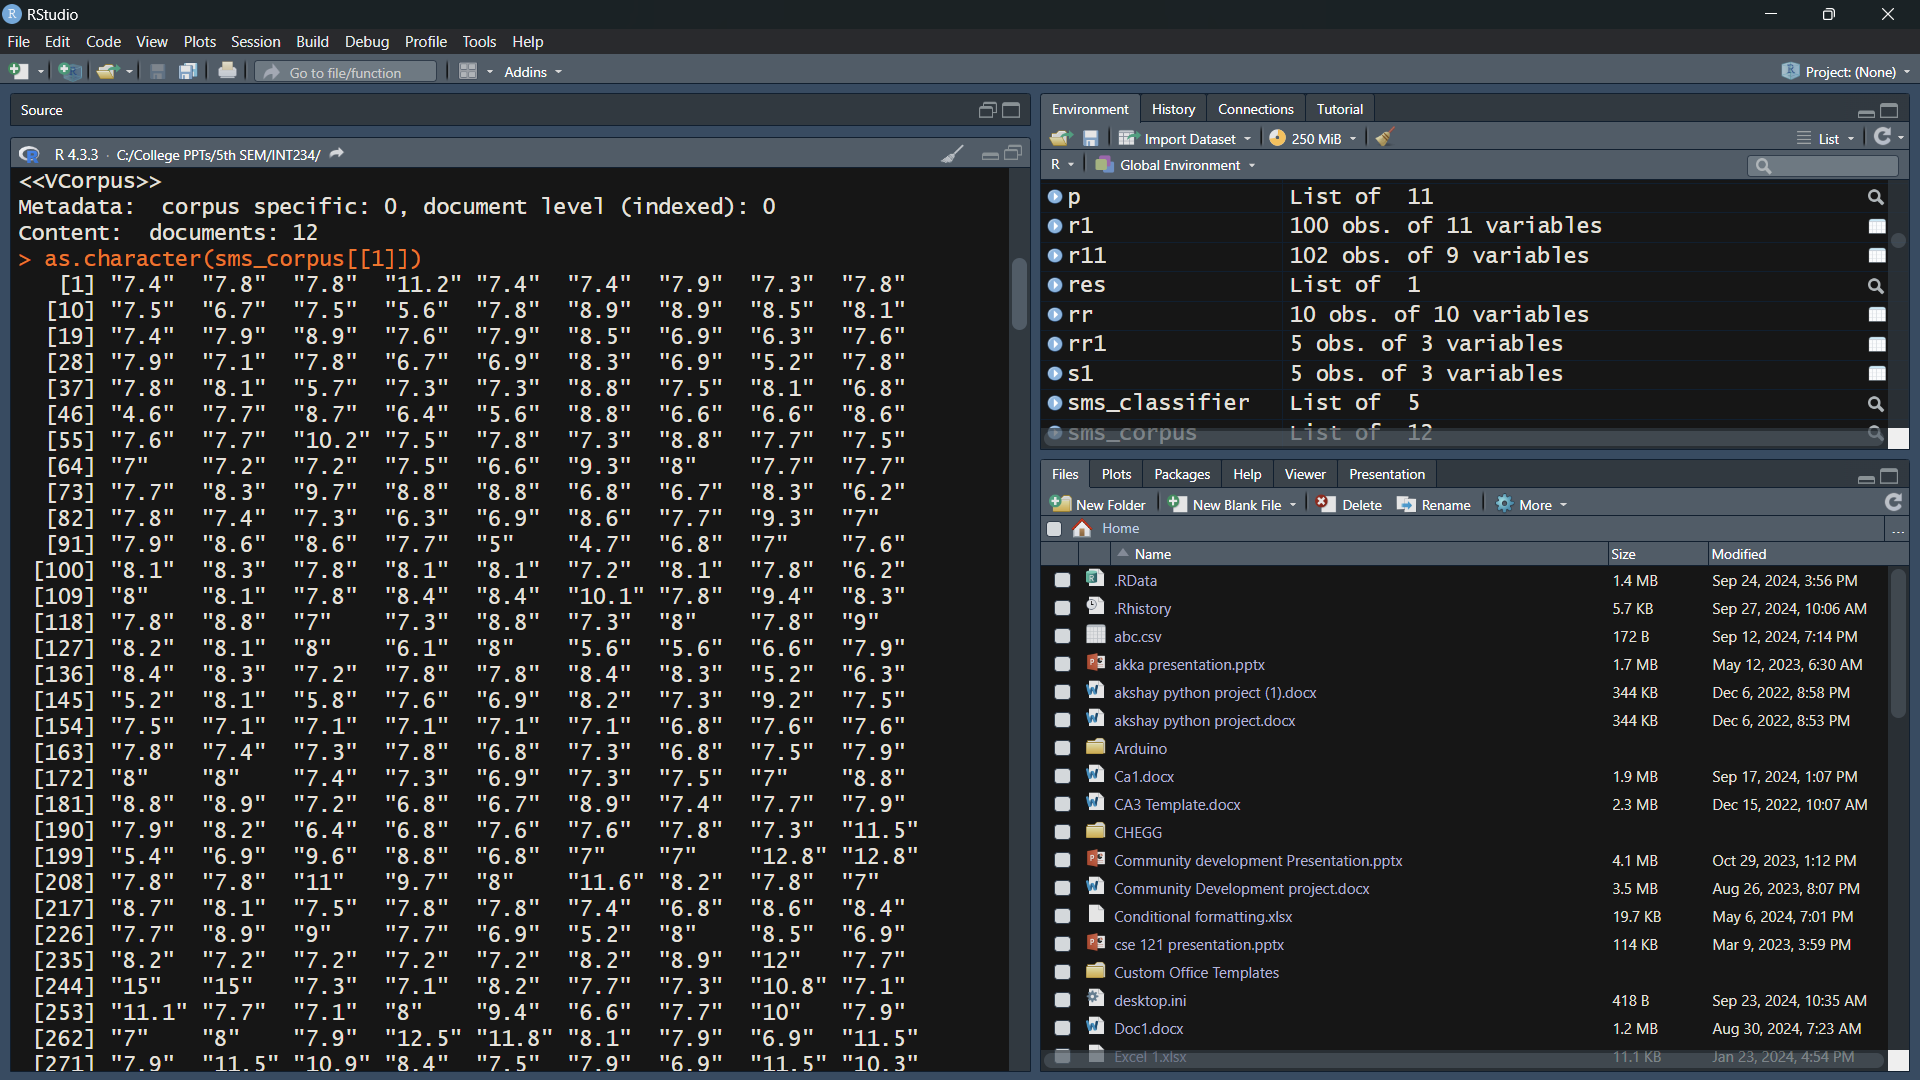 RStudio
File Edit Code View Plots Session Build Debug Profile Tools Help
Go to file/function Addins Project: (None)
Source
R 4.3.3 · C:/College PPTs/5th SEM/INT234/
<<VCorpus>>
Metadata:  corpus specific: 0, document level (indexed): 0
Content:  documents: 12
> as.character(sms_corpus[[1]])
[1] "7.4" "7.8" "7.8" "11.2" "7.4" "7.4" "7.9" "7.3" "7.8"
[10] "7.5" "6.7" "7.5" "5.6" "7.8" "8.9" "8.9" "8.5" "8.1"
[19] "7.4" "7.9" "8.9" "7.6" "7.9" "8.5" "6.9" "6.3" "7.6"
[28] "7.9" "7.1" "7.8" "6.7" "6.9" "8.3" "6.9" "5.2" "7.8"
[37] "7.8" "8.1" "5.7" "7.3" "7.3" "8.8" "7.5" "8.1" "6.8"
[46] "4.6" "7.7" "8.7" "6.4" "5.6" "8.8" "6.6" "6.6" "8.6"
[55] "7.6" "7.7" "10.2" "7.5" "7.8" "7.3" "8.8" "7.7" "7.5"
[64] "7" "7.2" "7.2" "7.5" "6.6" "9.3" "8" "7.7" "7.7"
[73] "7.7" "8.3" "9.7" "8.8" "8.8" "6.8" "6.7" "8.3" "6.2"
[82] "7.8" "7.4" "7.3" "6.3" "6.9" "8.6" "7.7" "9.3" "7"
[91] "7.9" "8.6" "8.6" "7.7" "5" "4.7" "6.8" "7" "7.6"
[100] "8.1" "8.3" "7.8" "8.1" "8.1" "7.2" "8.1" "7.8" "6.2"
[109] "8" "8.1" "7.8" "8.4" "8.4" "10.1" "7.8" "9.4" "8.3"
[118] "7.8" "8.8" "7" "7.3" "8.8" "7.3" "8" "7.8" "9"
[127] "8.2" "8.1" "8" "6.1" "8" "5.6" "5.6" "6.6" "7.9"
[136] "8.4" "8.3" "7.2" "7.8" "7.8" "8.4" "8.3" "5.2" "6.3"
[145] "5.2" "8.1" "5.8" "7.6" "6.9" "8.2" "7.3" "9.2" "7.5"
[154] "7.5" "7.1" "7.1" "7.1" "7.1" "7.1" "6.8" "7.6" "7.6"
[163] "7.8" "7.4" "7.3" "7.8" "6.8" "7.3" "6.8" "7.5" "7.9"
[172] "8" "8" "7.4" "7.3" "6.9" "7.3" "7.5" "7" "8.8"
[181] "8.8" "8.9" "7.2" "6.8" "6.7" "8.9" "7.4" "7.7" "7.9"
[190] "7.9" "8.2" "6.4" "6.8" "7.6" "7.6" "7.8" "7.3" "11.5"
[199] "5.4" "6.9" "9.6" "8.8" "6.8" "7" "7" "12.8" "12.8"
[208] "7.8" "7.8" "11" "9.7" "8" "11.6" "8.2" "7.8" "7"
[217] "8.7" "8.1" "7.5" "7.8" "7.8" "7.4" "6.8" "8.6" "8.4"
[226] "7.7" "8.9" "9" "7.7" "6.9" "5.2" "8" "8.5" "6.9"
[235] "8.2" "7.2" "7.2" "7.2" "7.2" "8.2" "8.9" "12" "7.7"
[244] "15" "15" "7.3" "7.1" "8.2" "7.7" "7.3" "10.8" "7.1"
[253] "11.1" "7.7" "7.1" "8" "9.4" "6.6" "7.7" "10" "7.9"
[262] "7" "8" "7.9" "12.5" "11.8" "8.1" "7.9" "6.9" "11.5"
[271] "7.9" "11.5" "10.9" "8.4" "7.5" "7.9" "6.9" "11.5" "10.3"
Environment History Connections Tutorial
Import Dataset 250 MiB List
R Global Environment
p List of  11
r1 100 obs. of 11 variables
r11 102 obs. of 9 variables
res List of  1
rr 10 obs. of 10 variables
rr1 5 obs. of 3 variables
s1 5 obs. of 3 variables
sms_classifier List of  5
sms_corpus List of  12
Files Plots Packages Help Viewer Presentation
New Folder New Blank File Delete Rename More
Home ...
Name Size Modified
.RData 1.4 MB Sep 24, 2024, 3:56 PM
.Rhistory 5.7 KB Sep 27, 2024, 10:06 AM
abc.csv 172 B Sep 12, 2024, 7:14 PM
akka presentation.pptx 1.7 MB May 12, 2023, 6:30 AM
akshay python project (1).docx 344 KB Dec 6, 2022, 8:58 PM
akshay python project.docx 344 KB Dec 6, 2022, 8:53 PM
Arduino
Ca1.docx 1.9 MB Sep 17, 2024, 1:07 PM
CA3 Template.docx 2.3 MB Dec 15, 2022, 10:07 AM
CHEGG
Community development Presentation.pptx 4.1 MB Oct 29, 2023, 1:12 PM
Community Development project.docx 3.5 MB Aug 26, 2023, 8:07 PM
Conditional formatting.xlsx 19.7 KB May 6, 2024, 7:01 PM
cse 121 presentation.pptx 114 KB Mar 9, 2023, 3:59 PM
Custom Office Templates
desktop.ini 418 B Sep 23, 2024, 10:35 AM
Doc1.docx 1.2 MB Aug 30, 2024, 7:23 AM
Excel 1.xlsx 11.1 KB Jan 23, 2024, 4:54 PM